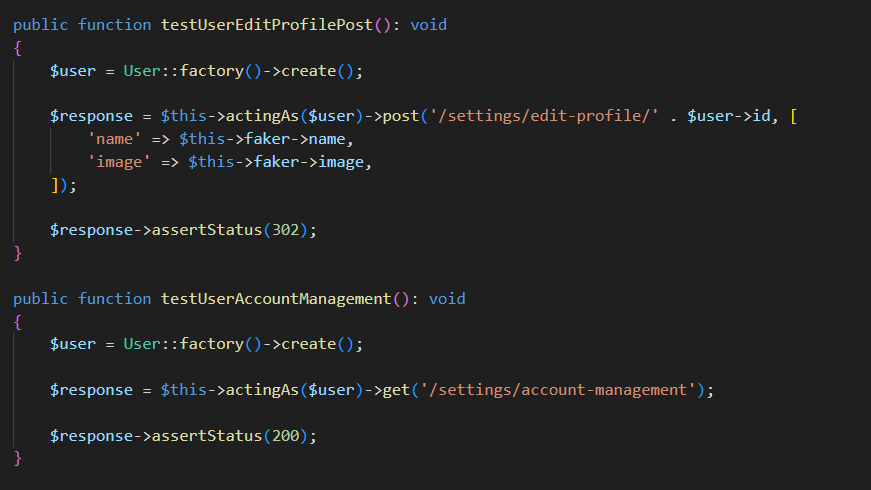 public function testUserEditProfilePost(): void
{
    $user = User::factory()->create();

    $response = $this->actingAs($user)->post('/settings/edit-profile/' . $user->id, [
        'name' => $this->faker->name,
        'image' => $this->faker->image,
    ]);

    $response->assertStatus(302);
}

public function testUserAccountManagement(): void
{
    $user = User::factory()->create();

    $response = $this->actingAs($user)->get('/settings/account-management');

    $response->assertStatus(200);
}